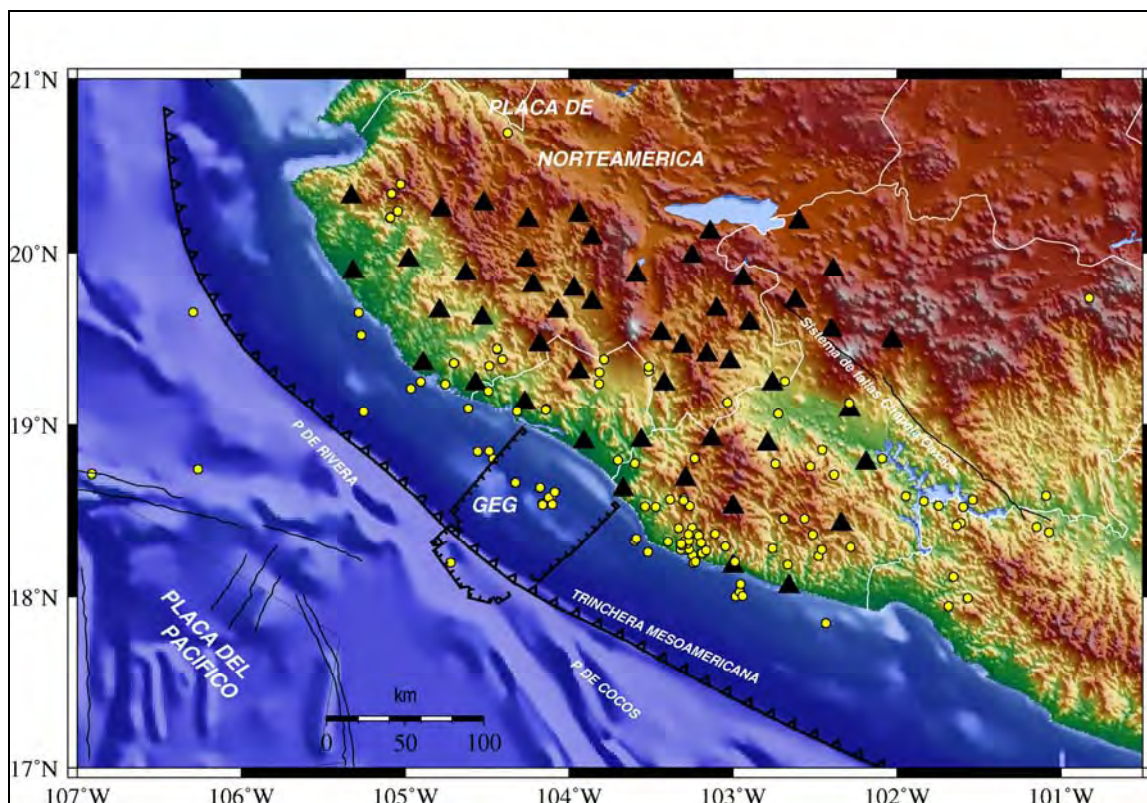 21°N
20°N
19°N
18°N
17°N
107°W
106°W
105°W
104°W
103°W
102°W
101°W
PLACA DE
NORTEAMERICA
Sistema de fallas Chapala Oaxaca
P DE RIVERA
GEG
TRINCHERA MESOAMERICANA
P DE COCOS
PLACA DEL
PACIFICO
km
0 50 100